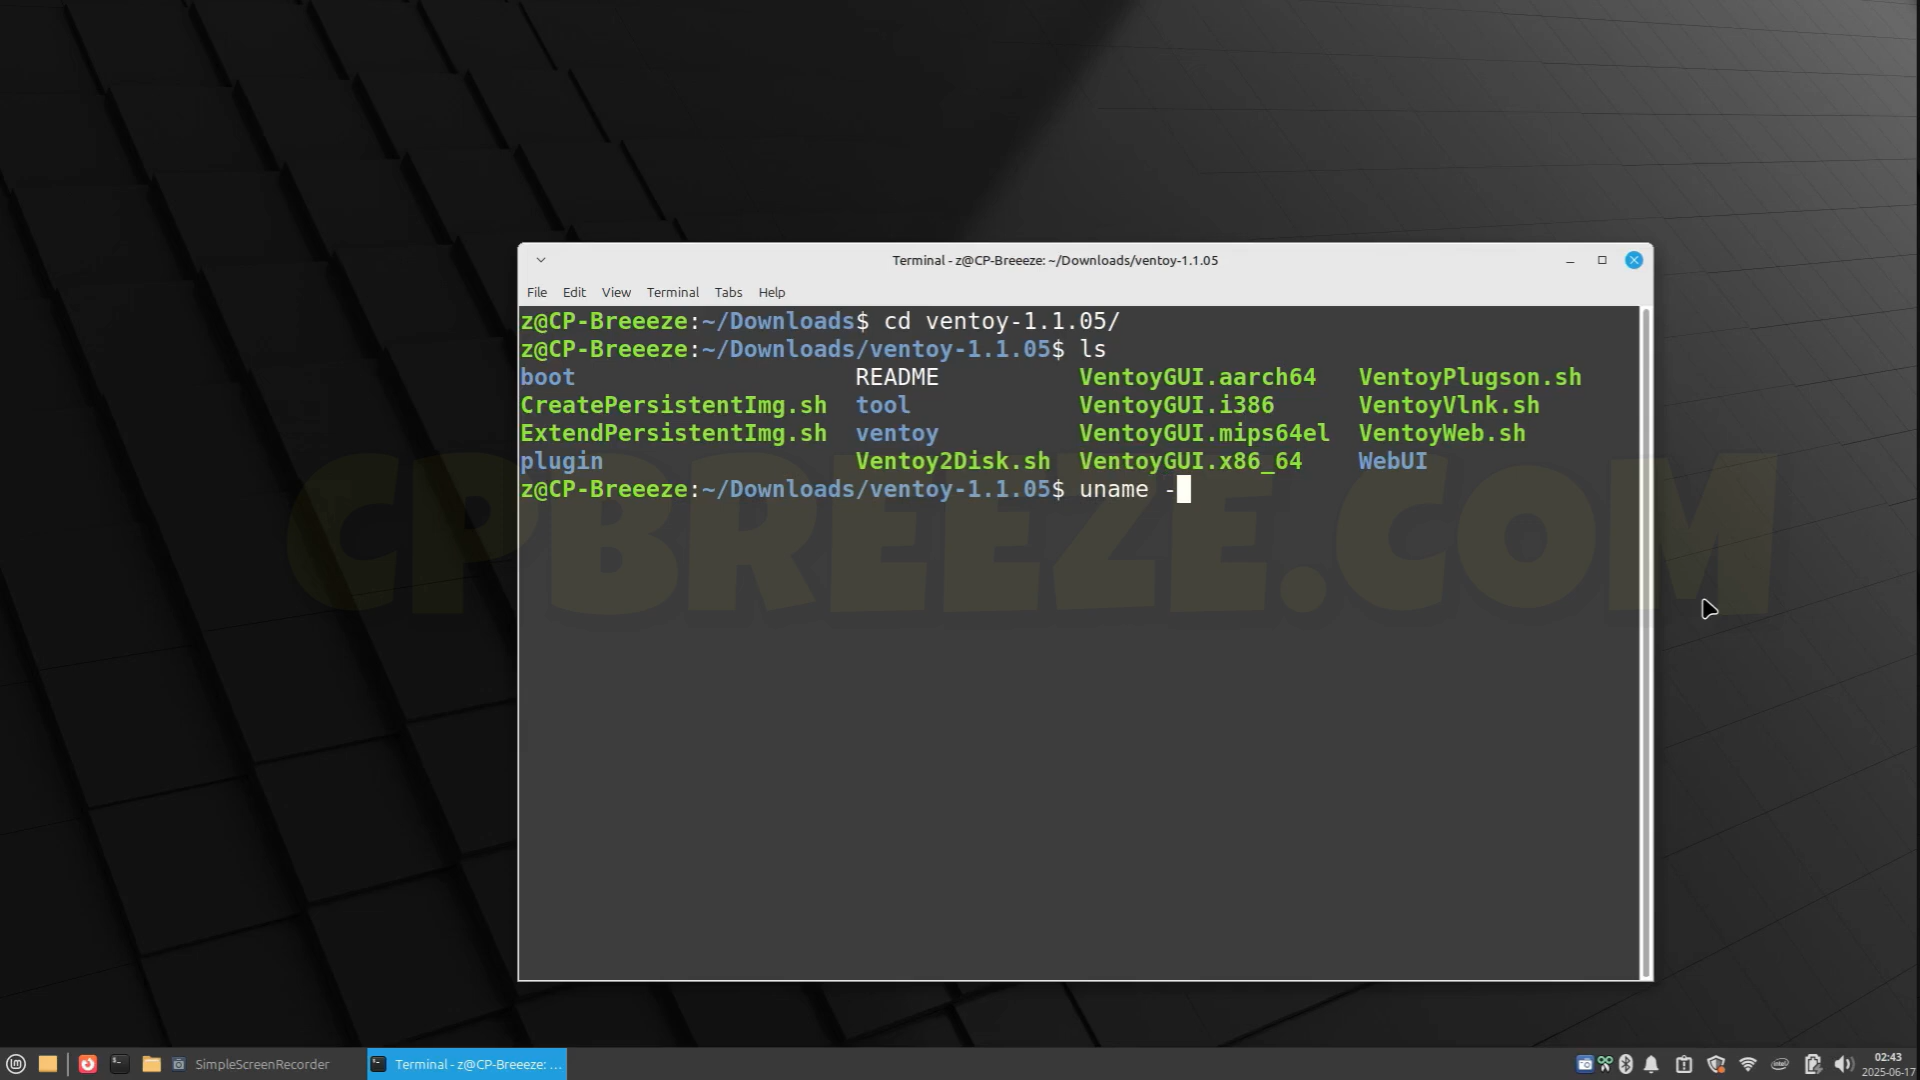 Terminal - z@CP-Breeeze: ~/Downloads/ventoy-1.1.05
File Edit View Terminal Tabs Help
z@CP-Breeeze:~/Downloads$ cd ventoy-1.1.05/
z@CP-Breeeze:~/Downloads/ventoy-1.1.05$ ls
boot README VentoyGUI.aarch64 VentoyPlugson.sh
CreatePersistentImg.sh tool VentoyGUI.i386 VentoyVlnk.sh
ExtendPersistentImg.sh ventoy VentoyGUI.mips64el VentoyWeb.sh
plugin Ventoy2Disk.sh VentoyGUI.x86_64 WebUI
z@CP-Breeeze:~/Downloads/ventoy-1.1.05$ uname -
CPBREEZE.COM
SimpleScreenRecorder
Terminal - z@CP-Breeeze: ...
02:43
2025-06-17